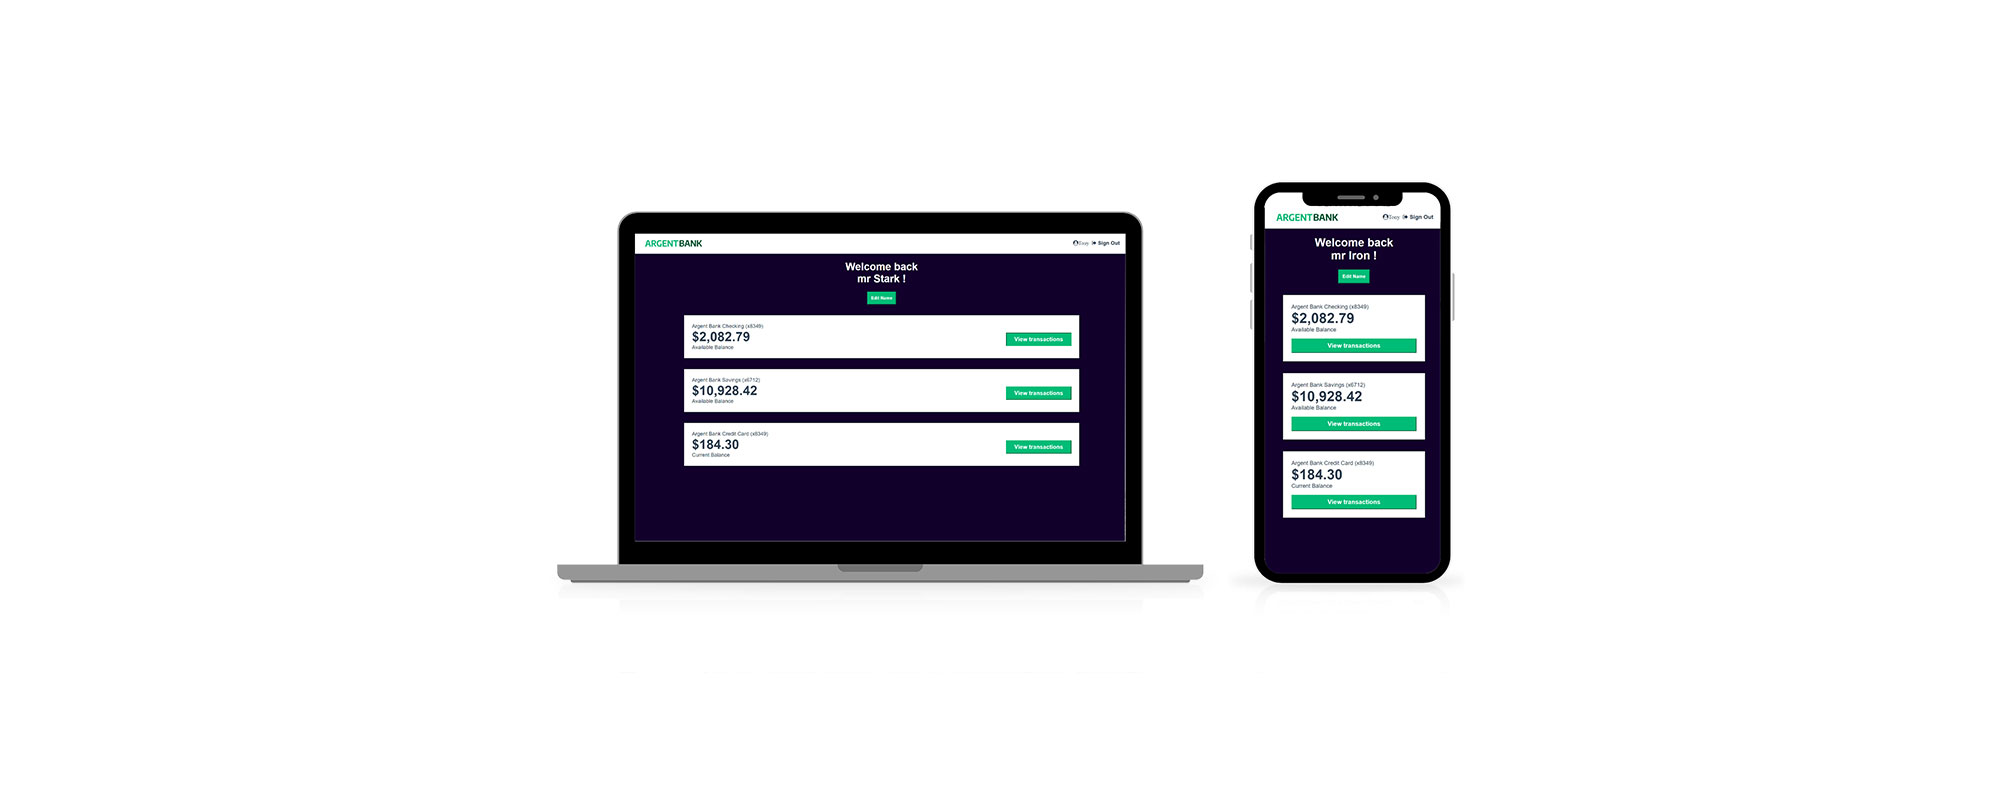 ARGENTBANK
Tony Sign Out
Welcome back
mr Stark !
Edit Name
Argent Bank Checking (x8349)
$2,082.79
Available Balance
View transactions
Argent Bank Savings (x6712)
$10,928.42
Available Balance
View transactions
Argent Bank Credit Card (x8349)
$184.30
Current Balance
View transactions
ARGENTBANK
Tony Sign Out
Welcome back
mr Iron !
Edit Name
Argent Bank Checking (x8349)
$2,082.79
Available Balance
View transactions
Argent Bank Savings (x6712)
$10,928.42
Available Balance
View transactions
Argent Bank Credit Card (x8349)
$184.30
Current Balance
View transactions